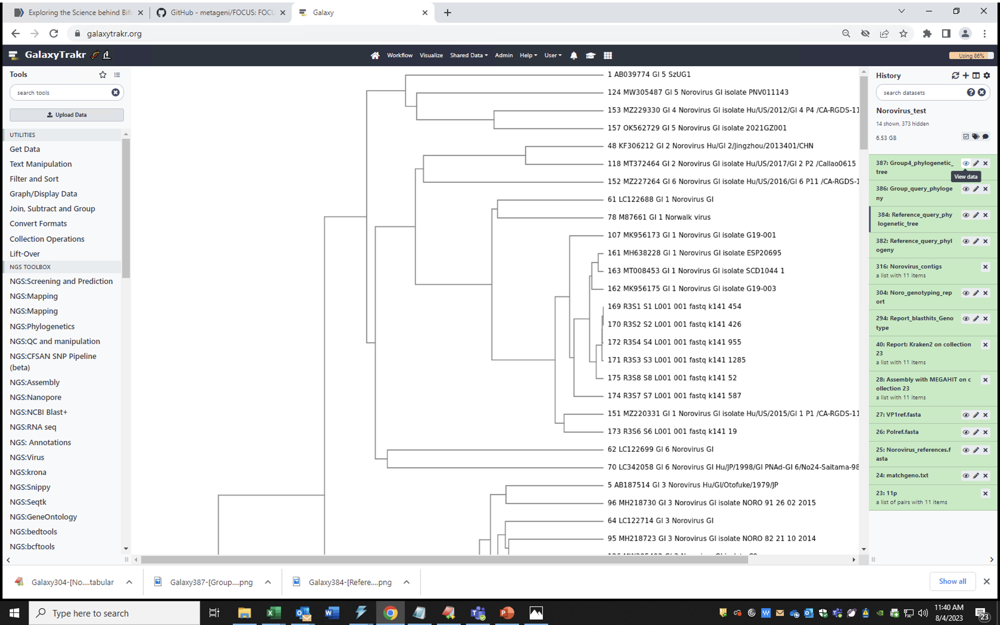 Exploring the Science behind Bifi
GitHub - metageni/FOCUS: FOCU
Galaxy
galaxytrakr.org
GalaxyTrakr
Workflow Visualize Shared Data Admin Help User
Using 86%
Tools
search tools
Upload Data
UTILITIES
Get Data
Text Manipulation
Filter and Sort
Graph/Display Data
Join, Subtract and Group
Convert Formats
Collection Operations
Lift-Over
NGS TOOLBOX
NGS:Screening and Prediction
NGS:Mapping
NGS:Mapping
NGS:Phylogenetics
NGS:QC and manipulation
NGS:CFSAN SNP Pipeline
(beta)
NGS:Assembly
NGS:Nanopore
NGS:NCBI Blast+
NGS:RNA seq
NGS: Annotations
NGS:Virus
NGS:krona
NGS:Snippy
NGS:Seqtk
NGS:GeneOntology
NGS:bedtools
NGS:bcftools
1 AB039774 GI 5 SzUG1
124 MW305487 GI 5 Norovirus GI isolate PNV011143
153 MZ229330 GI 4 Norovirus GI isolate Hu/US/2012/GI 4 P4 /CA-RGDS-11
157 OK562729 GI 5 Norovirus GI isolate 2021GZ001
48 KF306212 GI 2 Norovirus Hu/GI 2/Jingzhou/2013401/CHN
118 MT372464 GI 2 Norovirus GI isolate Hu/US/2017/GI 2 P2 /Callao0615
152 MZ227264 GI 6 Norovirus GI isolate Hu/US/2016/GI 6 P11 /CA-RGDS-1
61 LC122688 GI 1 Norovirus GI
78 M87661 GI 1 Norwalk virus
107 MK956173 GI 1 Norovirus GI isolate G19-001
161 MH638228 GI 1 Norovirus GI isolate ESP20695
163 MT008453 GI 1 Norovirus GI isolate SCD1044 1
162 MK956175 GI 1 Norovirus GI isolate G19-003
169 R3S1 S1 L001 001 fastq k141 454
170 R3S2 S2 L001 001 fastq k141 426
172 R3S4 S4 L001 001 fastq k141 955
171 R3S3 S3 L001 001 fastq k141 1285
175 R3S8 S8 L001 001 fastq k141 52
174 R3S7 S7 L001 001 fastq k141 587
151 MZ220331 GI 1 Norovirus GI isolate Hu/US/2015/GI 1 P1 /CA-RGDS-11
173 R3S6 S6 L001 001 fastq k141 19
62 LC122699 GI 6 Norovirus GI
70 LC342058 GI 6 Norovirus GI Hu/JP/1998/GI PNAd-GI 6/No24-Saitama-98
5 AB187514 GI 3 Norovirus Hu/GI/Otofuke/1979/JP
96 MH218730 GI 3 Norovirus GI isolate NORO 91 26 02 2015
64 LC122714 GI 3 Norovirus GI
95 MH218723 GI 3 Norovirus GI isolate NORO 82 21 10 2014
History
search datasets
Norovirus_test
14 shown, 373 hidden
6.53 GB
387: Group4_phylogenetic_
tree
View data
386: Group_query_phyloge
ny
384: Reference_query_phy
logenetic_tree
382: Reference_query_phyl
ogeny
316: Norovirus_contigs
a list with 11 items
304: Noro_genotyping_rep
ort
294: Report_blasthits_Geno
type
40: Report: Kraken2 on collection
23
a list with 11 items
28: Assembly with MEGAHIT on c
ollection 23
a list with 11 items
27: VP1ref.fasta
26: Polref.fasta
25: Norovirus_references.f
asta
24: matchgeno.txt
23: 11p
a list of pairs with 11 items
Galaxy304-[No....tabular
Galaxy387-[Group....png
Galaxy384-[Refere....png
Show all
Type here to search
11:40 AM
8/4/2023
23